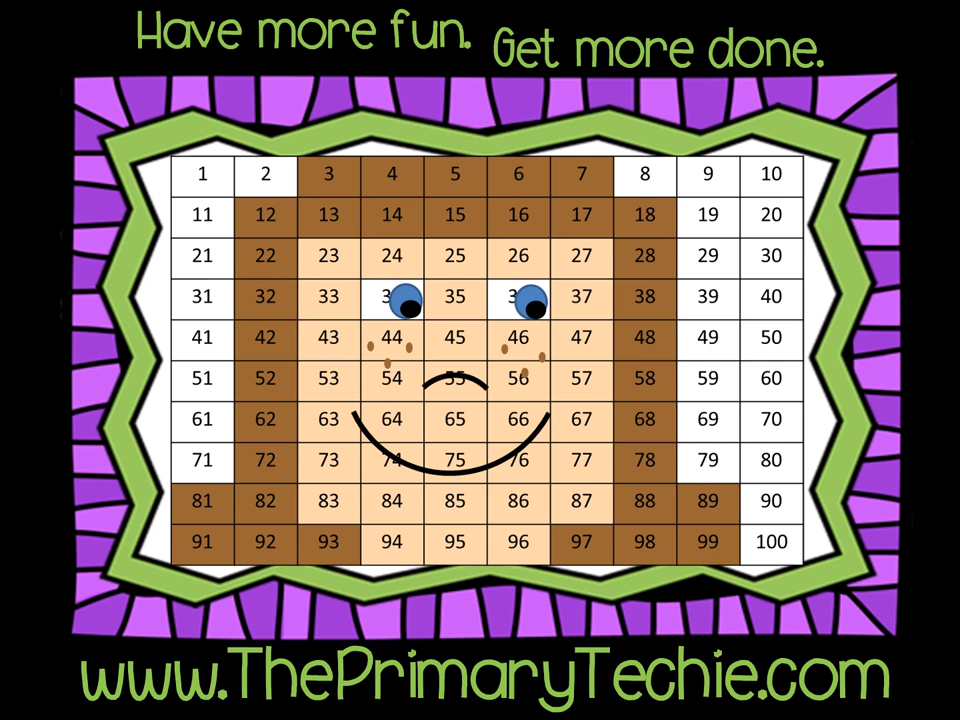 Have more fun. Get more done.
1 2 3 4 5 6 7 8 9 10
11 12 13 14 15 16 17 18 19 20
21 22 23 24 25 26 27 28 29 30
31 32 33 35 37 38 39 40
41 42 43 44 45 46 47 48 49 50
51 52 53 54 55 56 57 58 59 60
61 62 63 64 65 66 67 68 69 70
71 72 73 74 75 76 77 78 79 80
81 82 83 84 85 86 87 88 89 90
91 92 93 94 95 96 97 98 99 100
www.ThePrimaryTechie.com